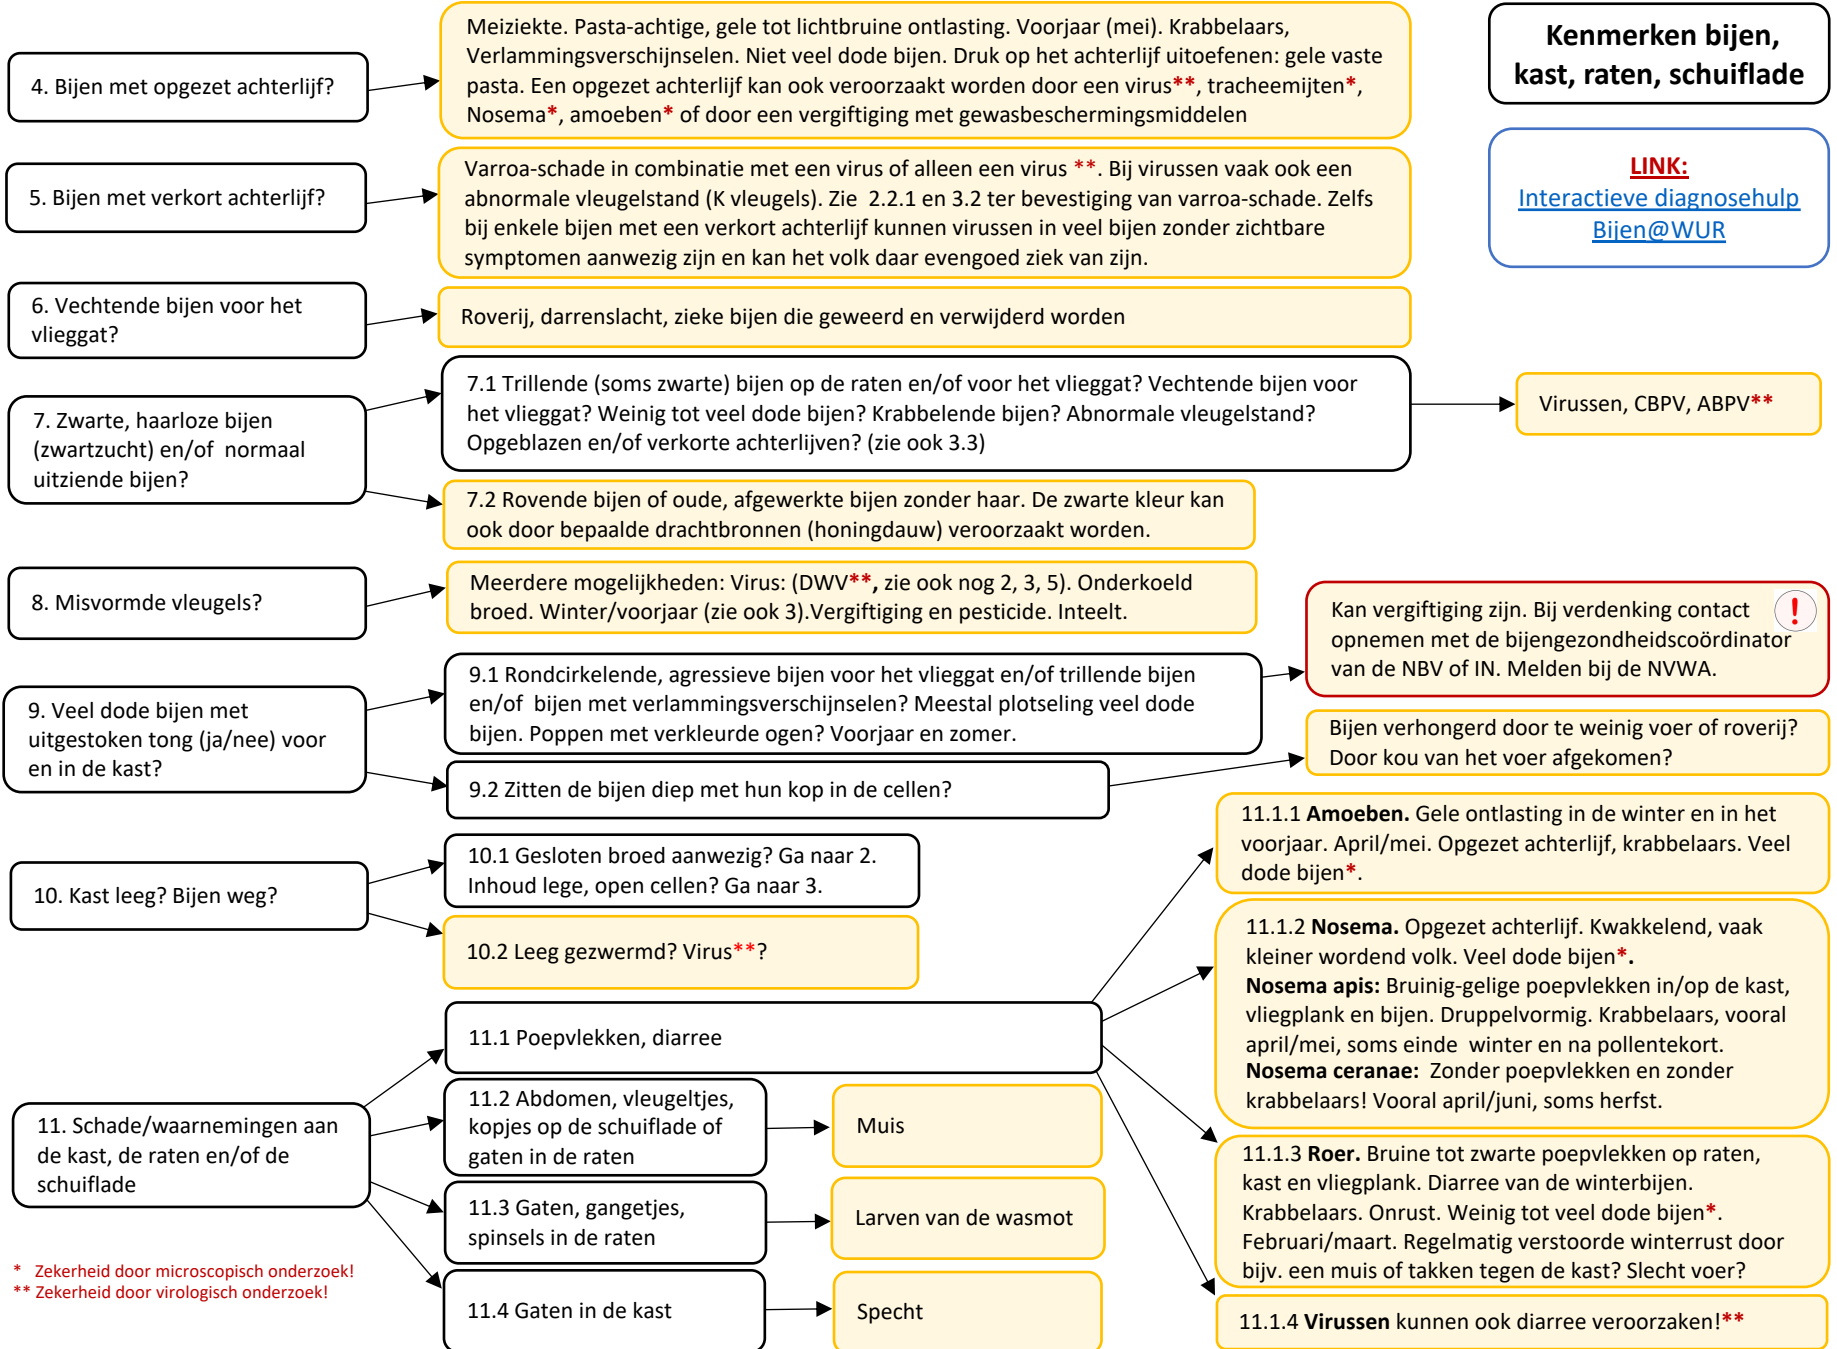 Kenmerken bijen,
kast, raten, schuiflade
LINK:
Interactieve diagnosehulp
Bijen@WUR
4. Bijen met opgezet achterlijf?
Meiziekte. Pasta-achtige, gele tot lichtbruine ontlasting. Voorjaar (mei). Krabbelaars,
Verlammingsverschijnselen. Niet veel dode bijen. Druk op het achterlijf uitoefenen: gele vaste
pasta. Een opgezet achterlijf kan ook veroorzaakt worden door een virus**, tracheemijten*,
Nosema*, amoeben* of door een vergiftiging met gewasbeschermingsmiddelen
5. Bijen met verkort achterlijf?
Varroa-schade in combinatie met een virus of alleen een virus **. Bij virussen vaak ook een
abnormale vleugelstand (K vleugels). Zie 2.2.1 en 3.2 ter bevestiging van varroa-schade. Zelfs
bij enkele bijen met een verkort achterlijf kunnen virussen in veel bijen zonder zichtbare
symptomen aanwezig zijn en kan het volk daar evengoed ziek van zijn.
6. Vechtende bijen voor het
vlieggat?
Roverij, darrenslacht, zieke bijen die geweerd en verwijderd worden
7. Zwarte, haarloze bijen
(zwartzucht) en/of normaal
uitziende bijen?
7.1 Trillende (soms zwarte) bijen op de raten en/of voor het vlieggat? Vechtende bijen voor
het vlieggat? Weinig tot veel dode bijen? Krabbelende bijen? Abnormale vleugelstand?
Opgeblazen en/of verkorte achterlijven? (zie ook 3.3)
Virussen, CBPV, ABPV**
7.2 Rovende bijen of oude, afgewerkte bijen zonder haar. De zwarte kleur kan
ook door bepaalde drachtbronnen (honingdauw) veroorzaakt worden.
8. Misvormde vleugels?
Meerdere mogelijkheden: Virus: (DWV**, zie ook nog 2, 3, 5). Onderkoeld
broed. Winter/voorjaar (zie ook 3).Vergiftiging en pesticide. Inteelt.
9. Veel dode bijen met
uitgestoken tong (ja/nee) voor
en in de kast?
9.1 Rondcirkelende, agressieve bijen voor het vlieggat en/of trillende bijen
en/of bijen met verlammingsverschijnselen? Meestal plotseling veel dode
bijen. Poppen met verkleurde ogen? Voorjaar en zomer.
Kan vergiftiging zijn. Bij verdenking contact
opnemen met de bijengezondheidscoördinator
van de NBV of IN. Melden bij de NVWA.
!
9.2 Zitten de bijen diep met hun kop in de cellen?
Bijen verhongerd door te weinig voer of roverij?
Door kou van het voer afgekomen?
10. Kast leeg? Bijen weg?
10.1 Gesloten broed aanwezig? Ga naar 2.
Inhoud lege, open cellen? Ga naar 3.
10.2 Leeg gezwermd? Virus**?
11. Schade/waarnemingen aan
de kast, de raten en/of de
schuiflade
11.1 Poepvlekken, diarree
11.1.1 Amoeben. Gele ontlasting in de winter en in het
voorjaar. April/mei. Opgezet achterlijf, krabbelaars. Veel
dode bijen*.
11.1.2 Nosema. Opgezet achterlijf. Kwakkelend, vaak
kleiner wordend volk. Veel dode bijen*.
Nosema apis: Bruinig-gelige poepvlekken in/op de kast,
vliegplank en bijen. Druppelvormig. Krabbelaars, vooral
april/mei, soms einde winter en na pollentekort.
Nosema ceranae: Zonder poepvlekken en zonder
krabbelaars! Vooral april/juni, soms herfst.
11.1.3 Roer. Bruine tot zwarte poepvlekken op raten,
kast en vliegplank. Diarree van de winterbijen.
Krabbelaars. Onrust. Weinig tot veel dode bijen*.
Februari/maart. Regelmatig verstoorde winterrust door
bijv. een muis of takken tegen de kast? Slecht voer?
11.1.4 Virussen kunnen ook diarree veroorzaken!**
11.2 Abdomen, vleugeltjes,
kopjes op de schuiflade of
gaten in de raten
Muis
11.3 Gaten, gangetjes,
spinsels in de raten
Larven van de wasmot
11.4 Gaten in de kast
Specht
* Zekerheid door microscopisch onderzoek!
** Zekerheid door virologisch onderzoek!